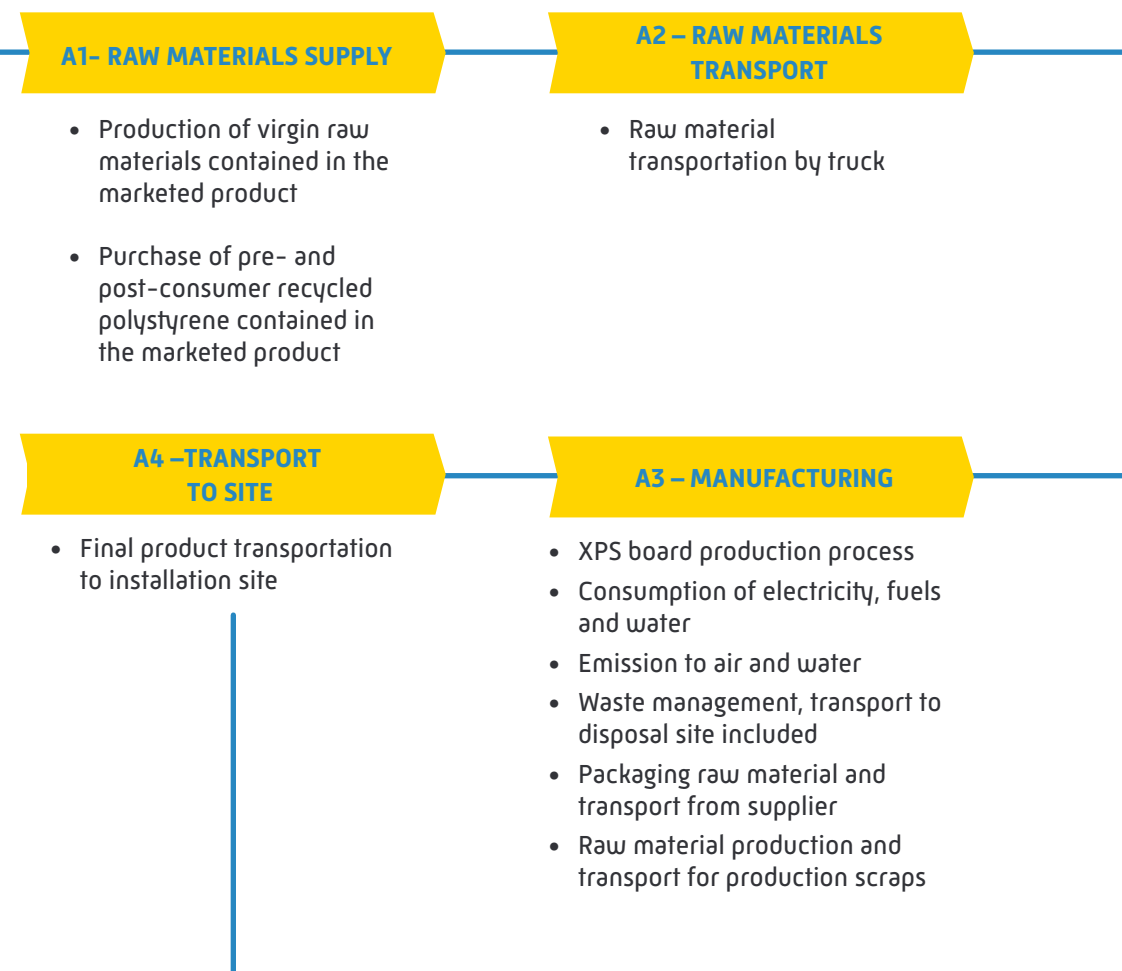 A1- RAW MATERIALS SUPPLY
• Production of virgin raw
materials contained in the
marketed product
• Purchase of pre- and
post-consumer recycled
polystyrene contained in
the marketed product
A2 – RAW MATERIALS
TRANSPORT
• Raw material
transportation by truck
A4 –TRANSPORT
TO SITE
• Final product transportation
to installation site
A3 – MANUFACTURING
• XPS board production process
• Consumption of electricity, fuels
and water
• Emission to air and water
• Waste management, transport to
disposal site included
• Packaging raw material and
transport from supplier
• Raw material production and
transport for production scraps